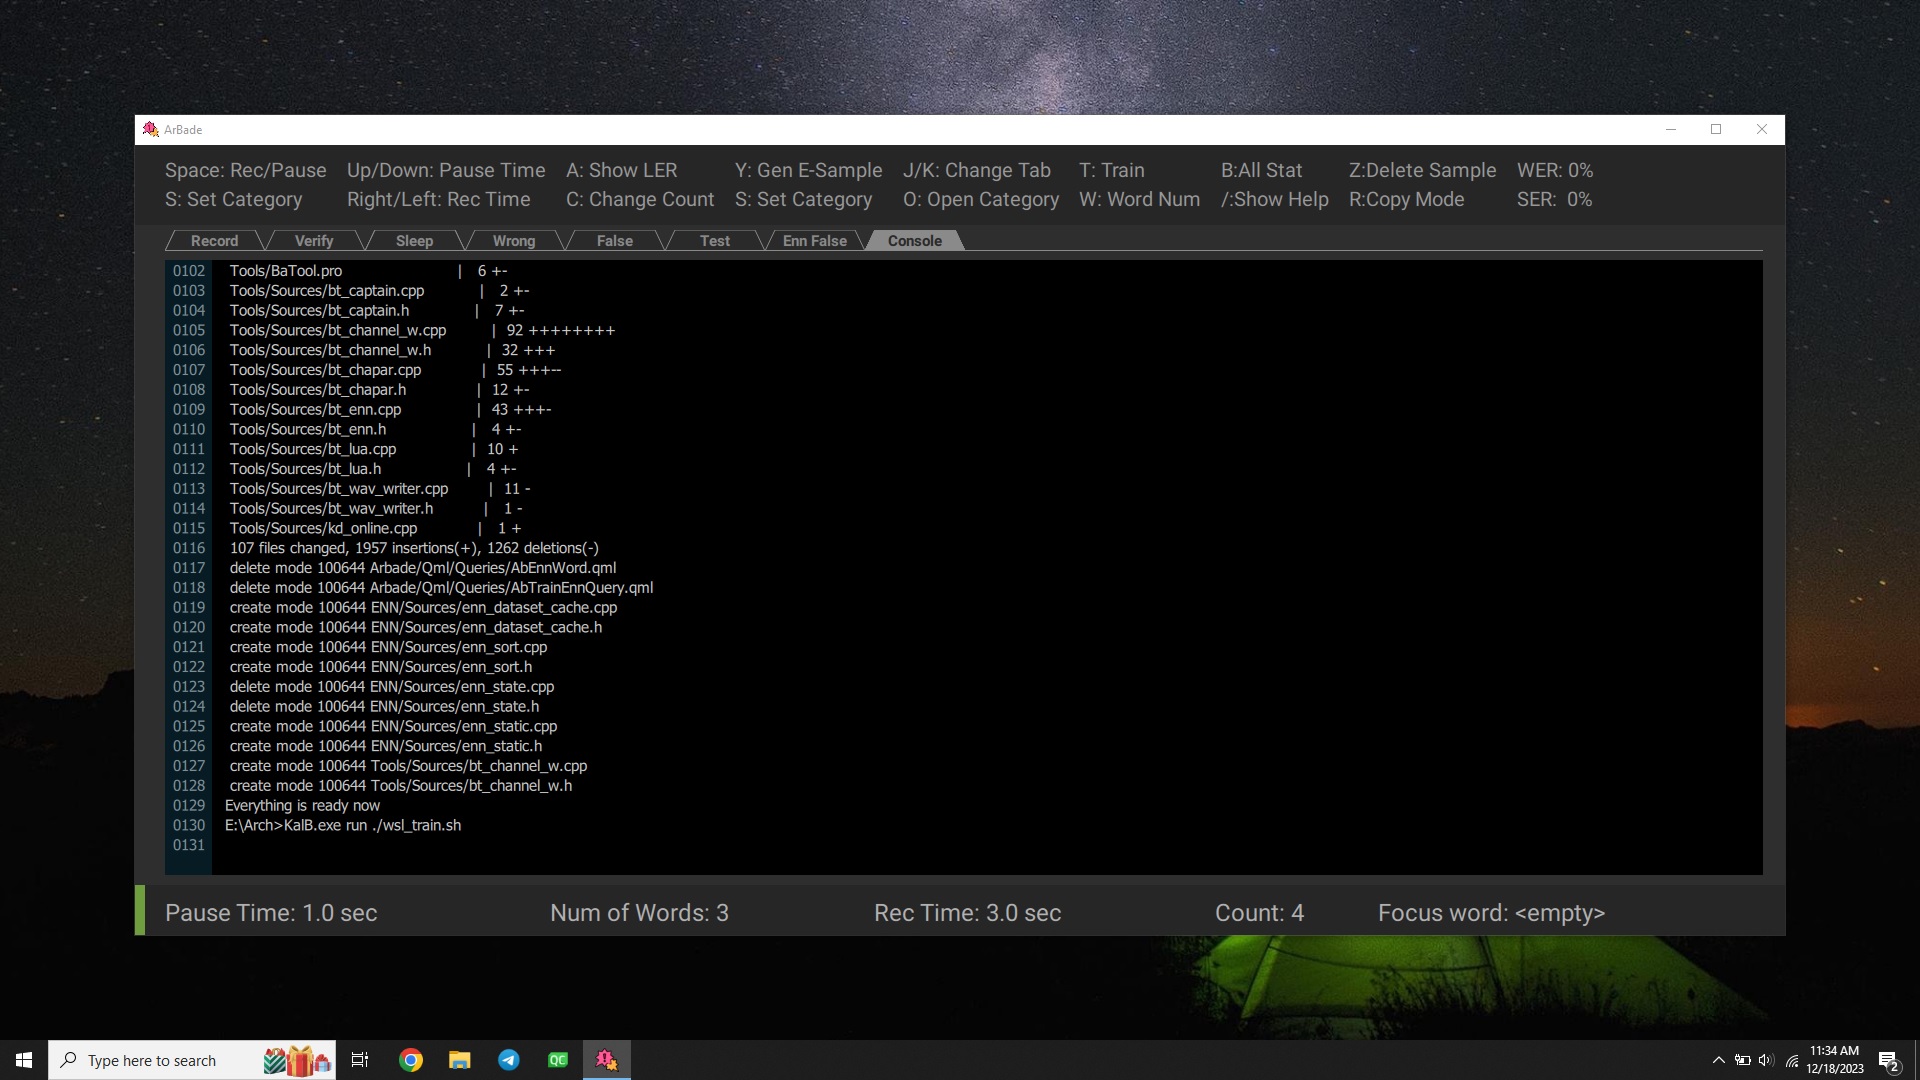 ArBade
Space: Rec/Pause Up/Down: Pause Time A: Show LER Y: Gen E-Sample J/K: Change Tab T: Train B:All Stat Z:Delete Sample WER: 0%
S: Set Category Right/Left: Rec Time C: Change Count S: Set Category O: Open Category W: Word Num /:Show Help R:Copy Mode SER: 0%
Record Verify Sleep Wrong False Test Enn False Console
0102 Tools/BaTool.pro | 6 +-
0103 Tools/Sources/bt_captain.cpp | 2 +-
0104 Tools/Sources/bt_captain.h | 7 +-
0105 Tools/Sources/bt_channel_w.cpp | 92 ++++++++
0106 Tools/Sources/bt_channel_w.h | 32 +++
0107 Tools/Sources/bt_chapar.cpp | 55 +++--
0108 Tools/Sources/bt_chapar.h | 12 +-
0109 Tools/Sources/bt_enn.cpp | 43 +++-
0110 Tools/Sources/bt_enn.h | 4 +-
0111 Tools/Sources/bt_lua.cpp | 10 +
0112 Tools/Sources/bt_lua.h | 4 +-
0113 Tools/Sources/bt_wav_writer.cpp | 11 -
0114 Tools/Sources/bt_wav_writer.h | 1 -
0115 Tools/Sources/kd_online.cpp | 1 +
0116 107 files changed, 1957 insertions(+), 1262 deletions(-)
0117 delete mode 100644 Arbade/Qml/Queries/AbEnnWord.qml
0118 delete mode 100644 Arbade/Qml/Queries/AbTrainEnnQuery.qml
0119 create mode 100644 ENN/Sources/enn_dataset_cache.cpp
0120 create mode 100644 ENN/Sources/enn_dataset_cache.h
0121 create mode 100644 ENN/Sources/enn_sort.cpp
0122 create mode 100644 ENN/Sources/enn_sort.h
0123 delete mode 100644 ENN/Sources/enn_state.cpp
0124 delete mode 100644 ENN/Sources/enn_state.h
0125 create mode 100644 ENN/Sources/enn_static.cpp
0126 create mode 100644 ENN/Sources/enn_static.h
0127 create mode 100644 Tools/Sources/bt_channel_w.cpp
0128 create mode 100644 Tools/Sources/bt_channel_w.h
0129 Everything is ready now
0130 E:\Arch>KalB.exe run ./wsl_train.sh
0131
Pause Time: 1.0 sec Num of Words: 3 Rec Time: 3.0 sec Count: 4 Focus word: <empty>
Type here to search QC 11:34 AM
12/18/2023 2